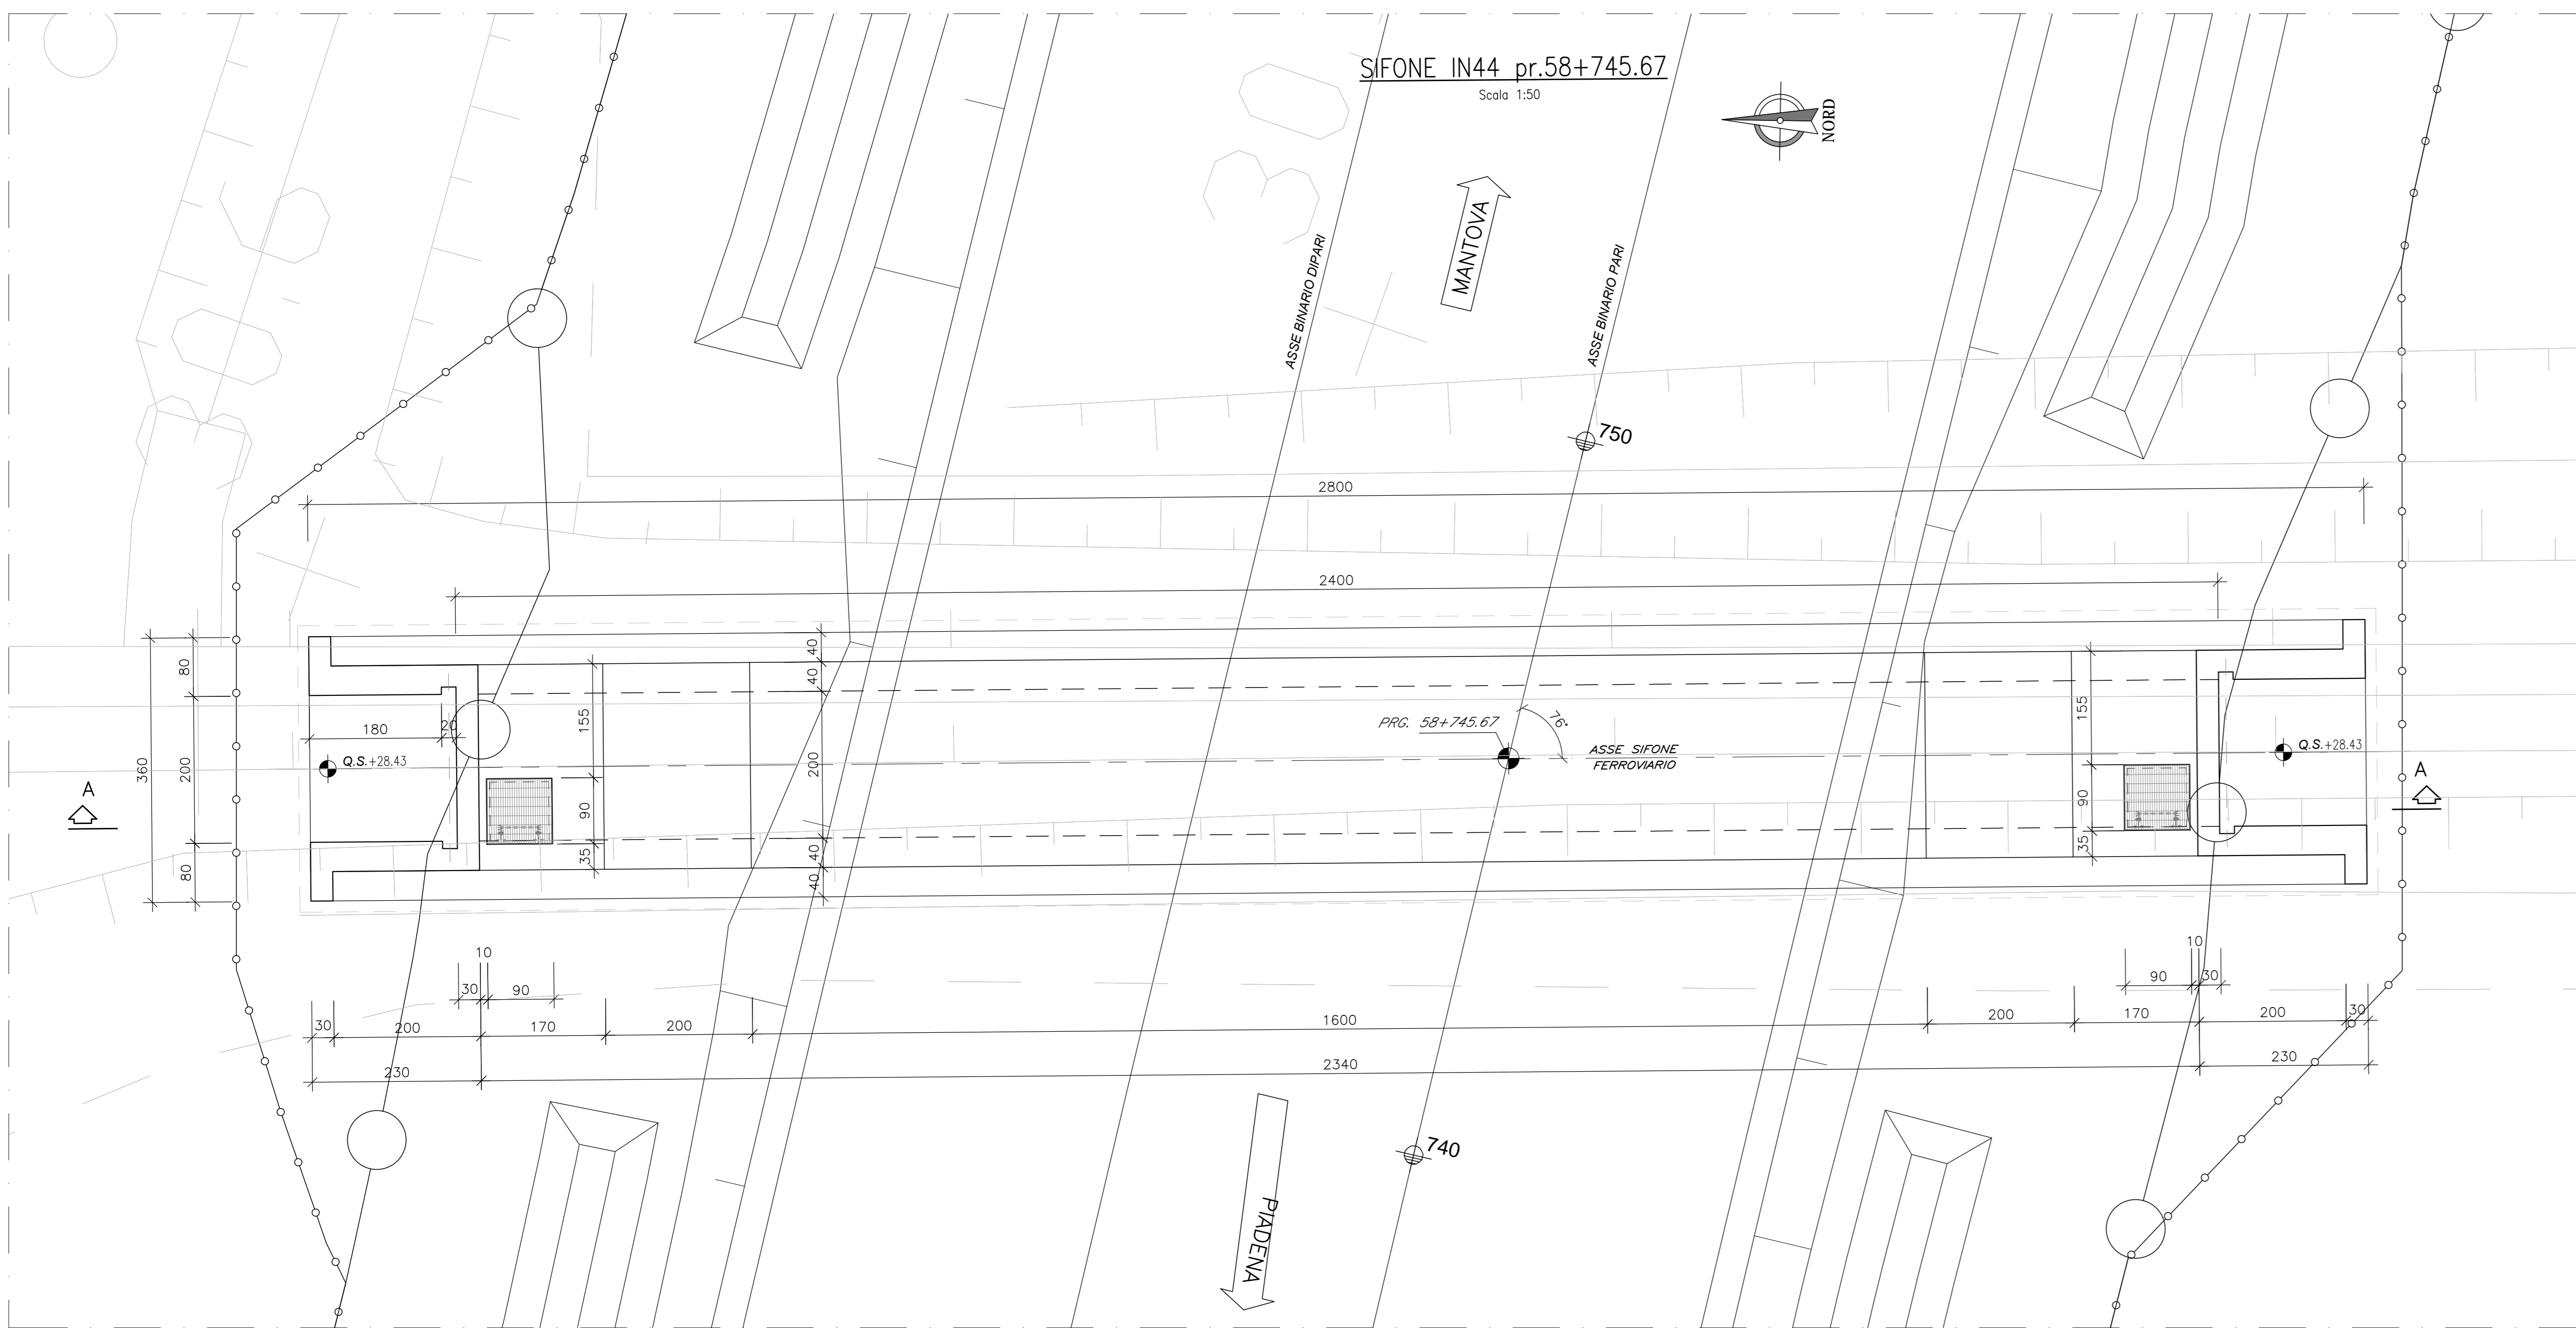 SIFONE IN44 pr.58+745.67
Scala 1:50
NORD
MANTOVA
ASSE BINARIO DIPARI
ASSE BINARIO PARI
750
2800
2400
40
80
40
155
155
76°
PRG. 58+745.67
180
20
Q.S.+28.43
ASSE SIFONE
FERROVIARIO
Q.S.+28.43
360
200
200
A
A
90
90
35
35
80
40
40
10
10
30
90
90
30
30
200
170
200
1600
200
170
200
30
230
2340
230
740
PIADENA